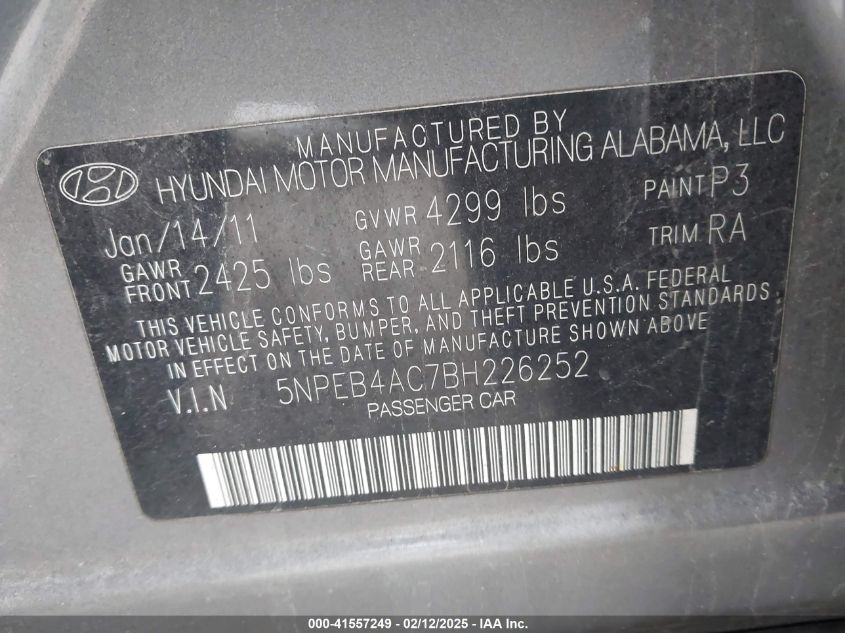 MANUFACTURED BY
HYUNDAI MOTOR MANUFACTURING ALABAMA, LLC
Jan/14/11 GVWR 4299 lbs PAINT P3
GAWR FRONT 2425 lbs GAWR REAR 2116 lbs TRIM RA
THIS VEHICLE CONFORMS TO ALL APPLICABLE U.S.A. FEDERAL
MOTOR VEHICLE SAFETY, BUMPER, AND THEFT PREVENTION STANDARDS
IN EFFECT ON THE DATE OF MANUFACTURE SHOWN ABOVE
V.I.N 5NPEB4AC7BH226252
PASSENGER CAR
000-41557249 - 02/12/2025 - IAA Inc.